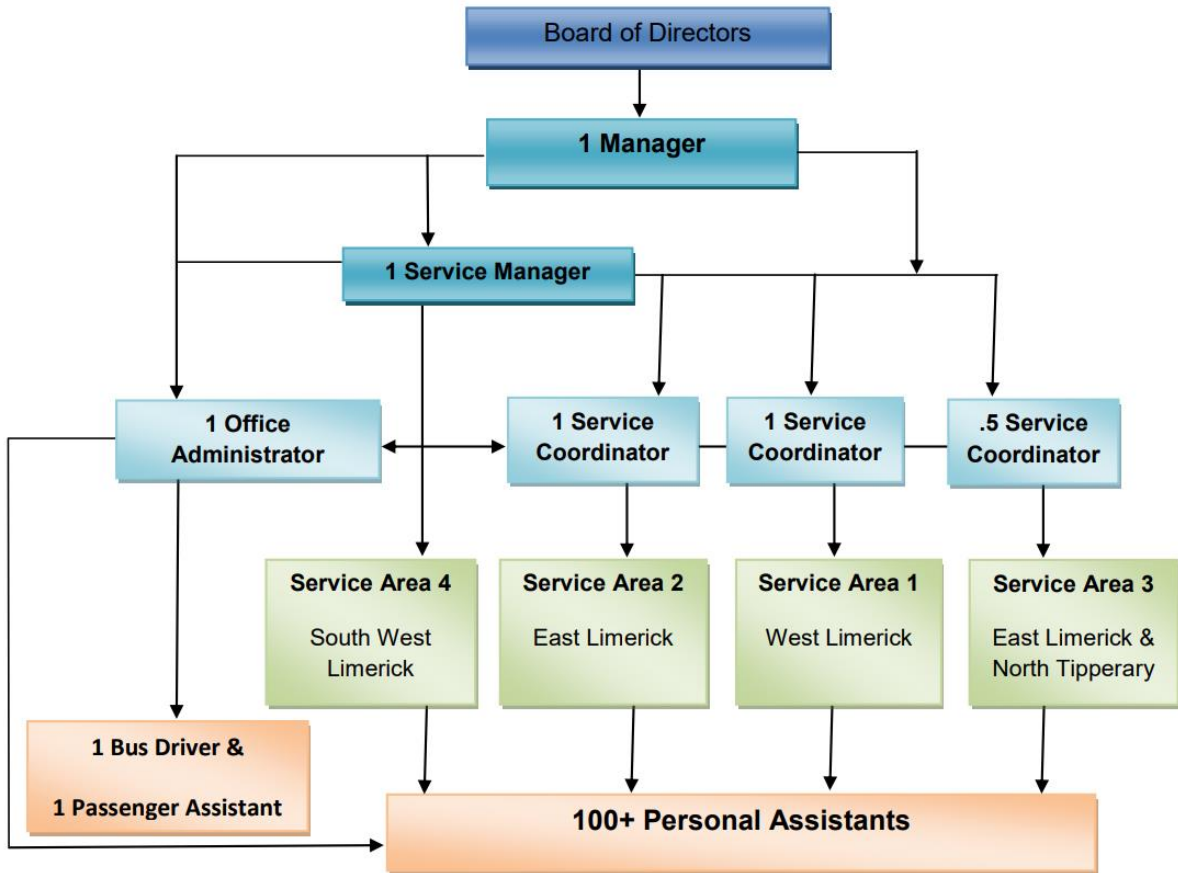 Board of Directors
1 Manager
1 Service Manager
1 Office
Administrator
1 Service
Coordinator
1 Service
Coordinator
.5 Service
Coordinator
Service Area 4
South West
Limerick
Service Area 2
East Limerick
Service Area 1
West Limerick
Service Area 3
East Limerick &
North Tipperary
1 Bus Driver &
1 Passenger Assistant
100+ Personal Assistants